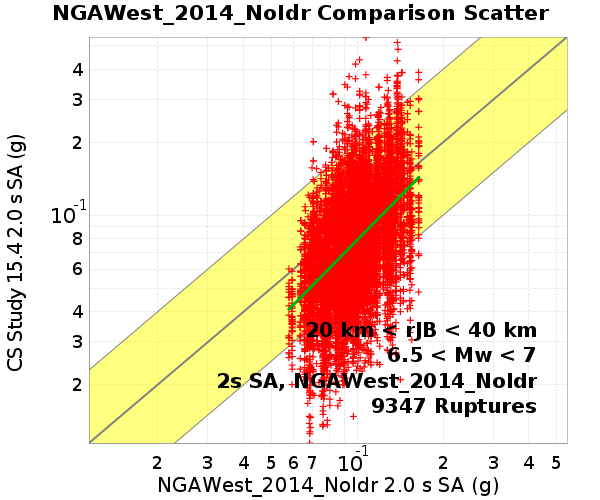 NGAWest_2014_NoIdr Comparison Scatter
4
3
2
10-1
8
6
4
3
2
CS Study 15.4 2.0 s SA (g)
20 km < rJB < 40 km
6.5 < Mw < 7
2s SA, NGAWest_2014_NoIdr
9347 Ruptures
2 3 4 5 6 7 10-1 2 3 4 5
NGAWest_2014_NoIdr 2.0 s SA (g)